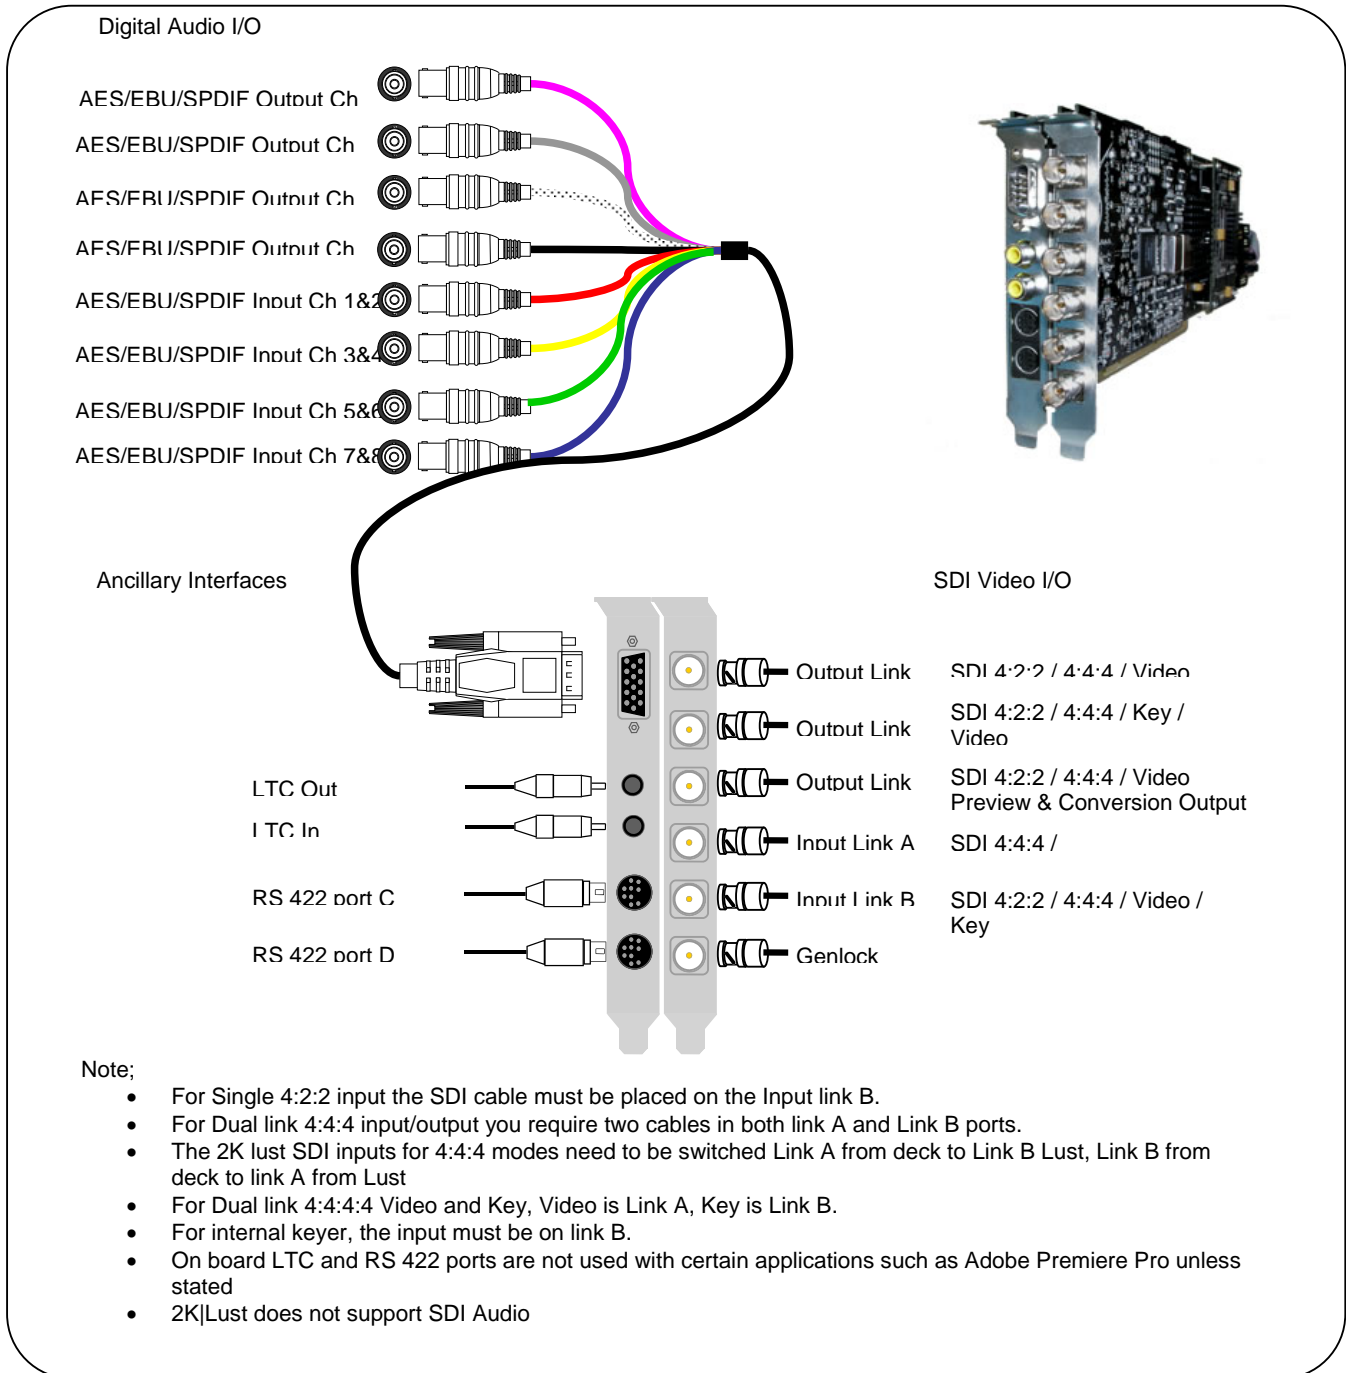 Digital Audio I/O
AES/EBU/SPDIF Output Ch
AES/EBU/SPDIF Output Ch
AES/EBU/SPDIF Output Ch
AES/EBU/SPDIF Output Ch
AES/EBU/SPDIF Input Ch 1&2
AES/EBU/SPDIF Input Ch 3&4
AES/EBU/SPDIF Input Ch 5&6
AES/EBU/SPDIF Input Ch 7&8
Ancillary Interfaces
SDI Video I/O
Output Link SDI 4:2:2 / 4:4:4 / Video
Output Link SDI 4:2:2 / 4:4:4 / Key /
Video
LTC Out
Output Link SDI 4:2:2 / 4:4:4 / Video
Preview & Conversion Output
LTC In
Input Link A SDI 4:4:4 /
RS 422 port C
Input Link B SDI 4:2:2 / 4:4:4 / Video /
Key
RS 422 port D
Genlock
Note;
• For Single 4:2:2 input the SDI cable must be placed on the Input link B.
• For Dual link 4:4:4 input/output you require two cables in both link A and Link B ports.
• The 2K lust SDI inputs for 4:4:4 modes need to be switched Link A from deck to Link B Lust, Link B from
deck to link A from Lust
• For Dual link 4:4:4:4 Video and Key, Video is Link A, Key is Link B.
• For internal keyer, the input must be on link B.
• On board LTC and RS 422 ports are not used with certain applications such as Adobe Premiere Pro unless
stated
• 2K|Lust does not support SDI Audio